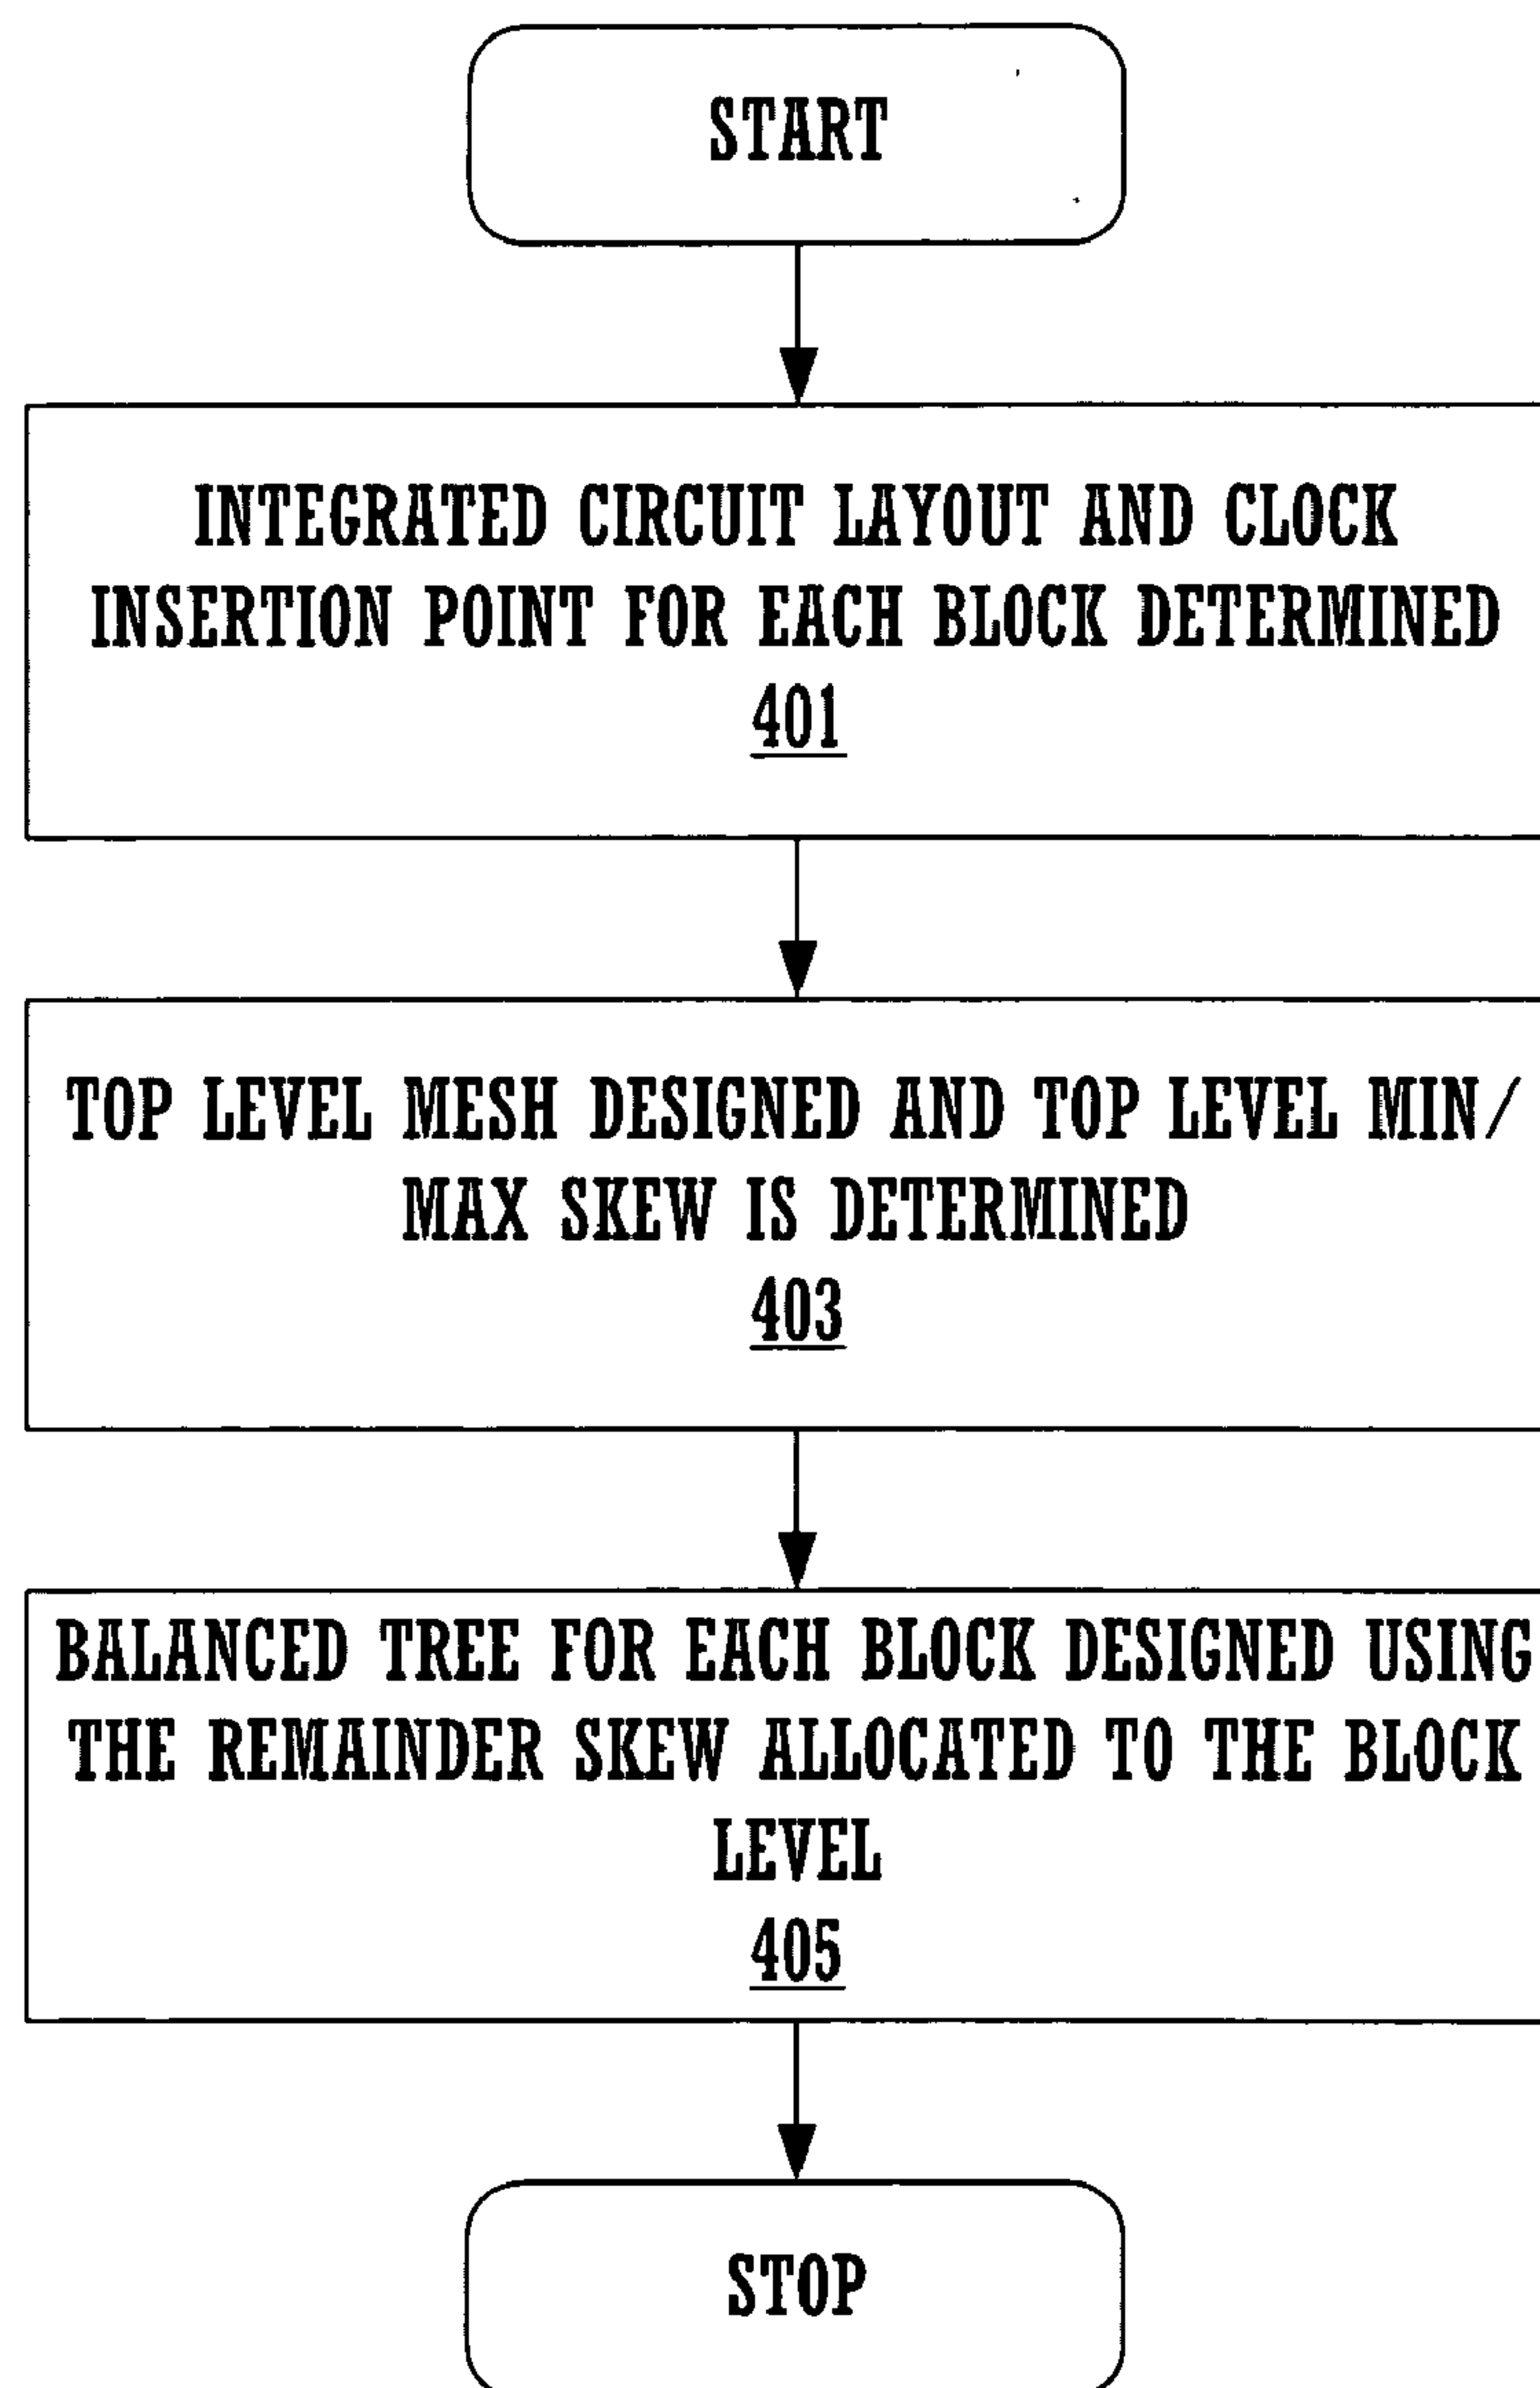 START
INTEGRATED CIRCUIT LAYOUT AND CLOCK
INSERTION POINT FOR EACH BLOCK DETERMINED
401
TOP LEVEL MESH DESIGNED AND TOP LEVEL MIN/
MAX SKEW IS DETERMINED
403
BALANCED TREE FOR EACH BLOCK DESIGNED USING
THE REMAINDER SKEW ALLOCATED TO THE BLOCK
LEVEL
405
STOP